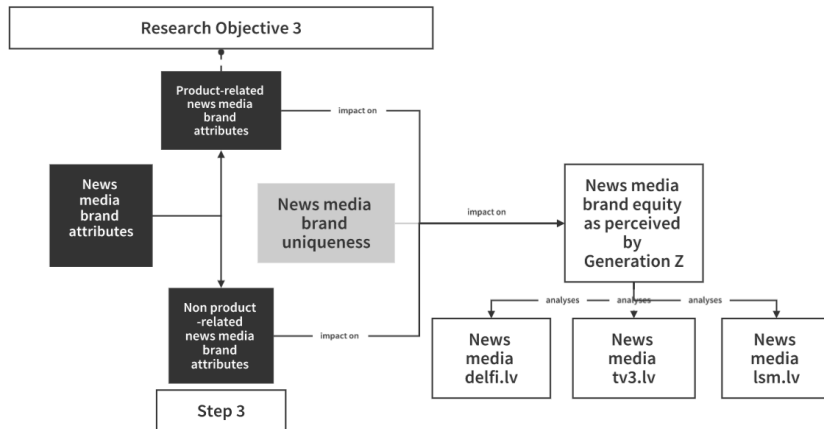 Research Objective 3
Product-related
news media
brand
attributes
impact on
News
media
brand
attributes
News media
brand
uniqueness
impact on
News media
brand equity
as perceived
by
Generation Z
Non product
-related
news media
brand
attributes
impact on
analyses
analyses
analyses
News
media
delfi.lv
News
media
tv3.lv
News
media
lsm.lv
Step 3